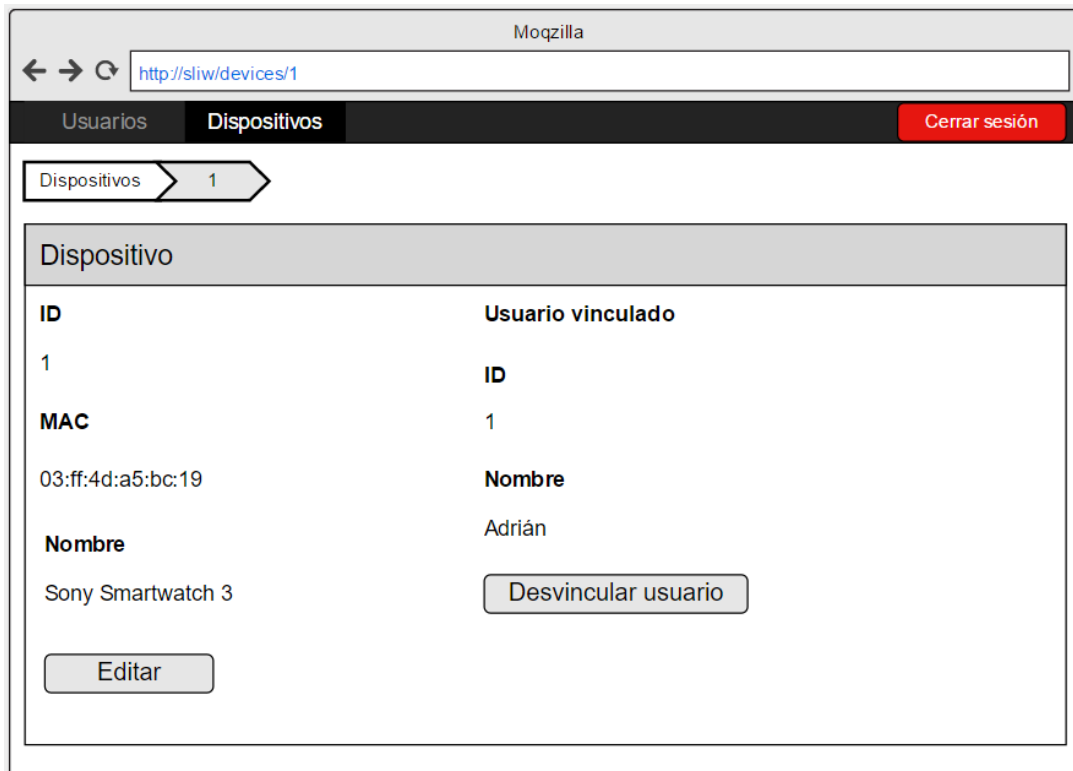 Moqzilla
http://sliw/devices/1
Usuarios Dispositivos Cerrar sesión
Dispositivos 1
Dispositivo
ID
1
MAC
03:ff:4d:a5:bc:19
Nombre
Sony Smartwatch 3
Editar
Usuario vinculado
ID
1
Nombre
Adrián
Desvincular usuario